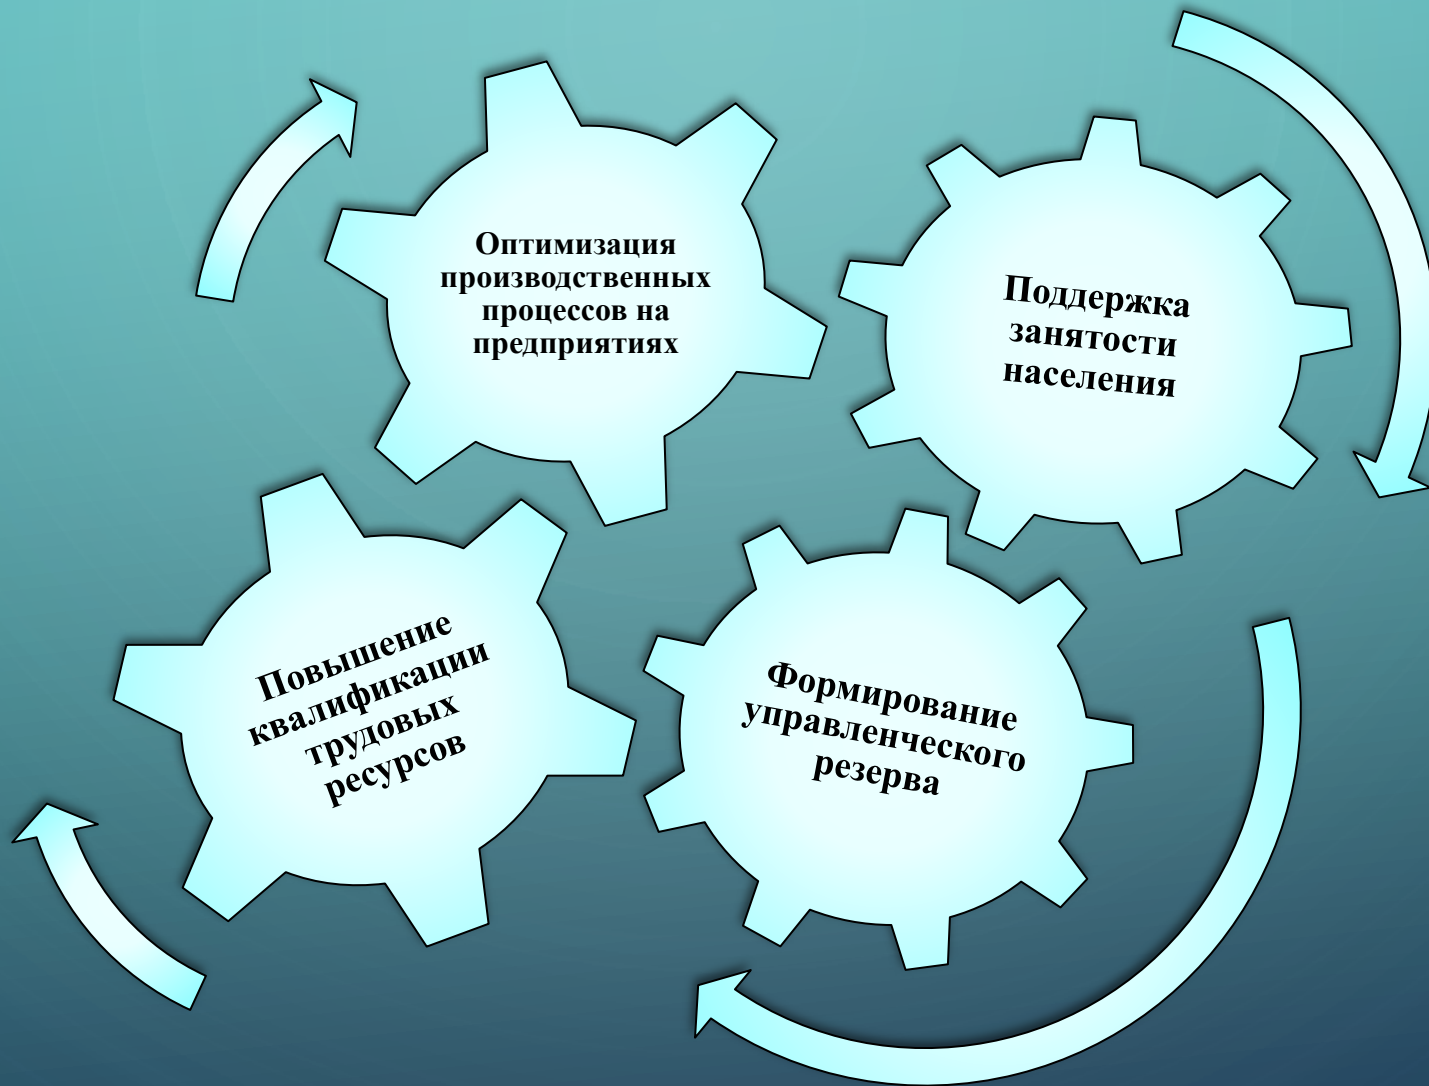 Оптимизация
производственных
процессов на
предприятиях
Поддержка
занятости
населения
Повышение
квалификации
трудовых
ресурсов
Формирование
управленческого
резерва